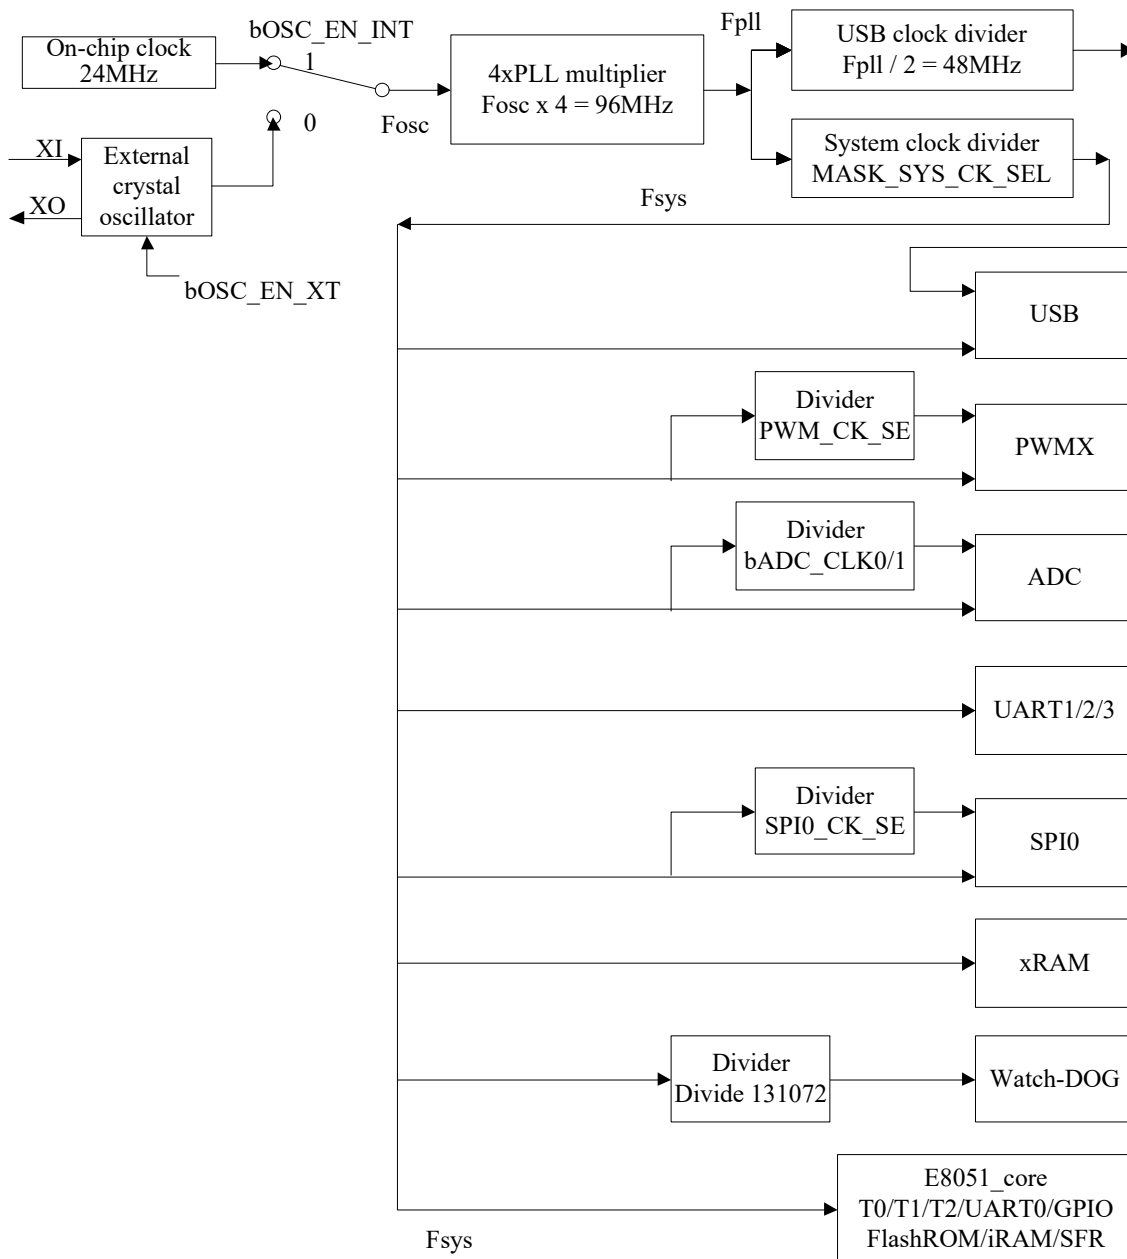 bOSC_EN_INT
Fpll
On-chip clock
24MHz
1
0
Fosc
4xPLL multiplier
Fosc x 4 = 96MHz
USB clock divider
Fpll / 2 = 48MHz
System clock divider
MASK_SYS_CK_SEL
XI
XO
External
crystal
oscillator
bOSC_EN_XT
Fsys
USB
Divider
PWM_CK_SE
PWMX
Divider
bADC_CLK0/1
ADC
UART1/2/3
Divider
SPI0_CK_SE
SPI0
xRAM
Divider
Divide 131072
Watch-DOG
E8051_core
T0/T1/T2/UART0/GPIO
FlashROM/iRAM/SFR
Fsys